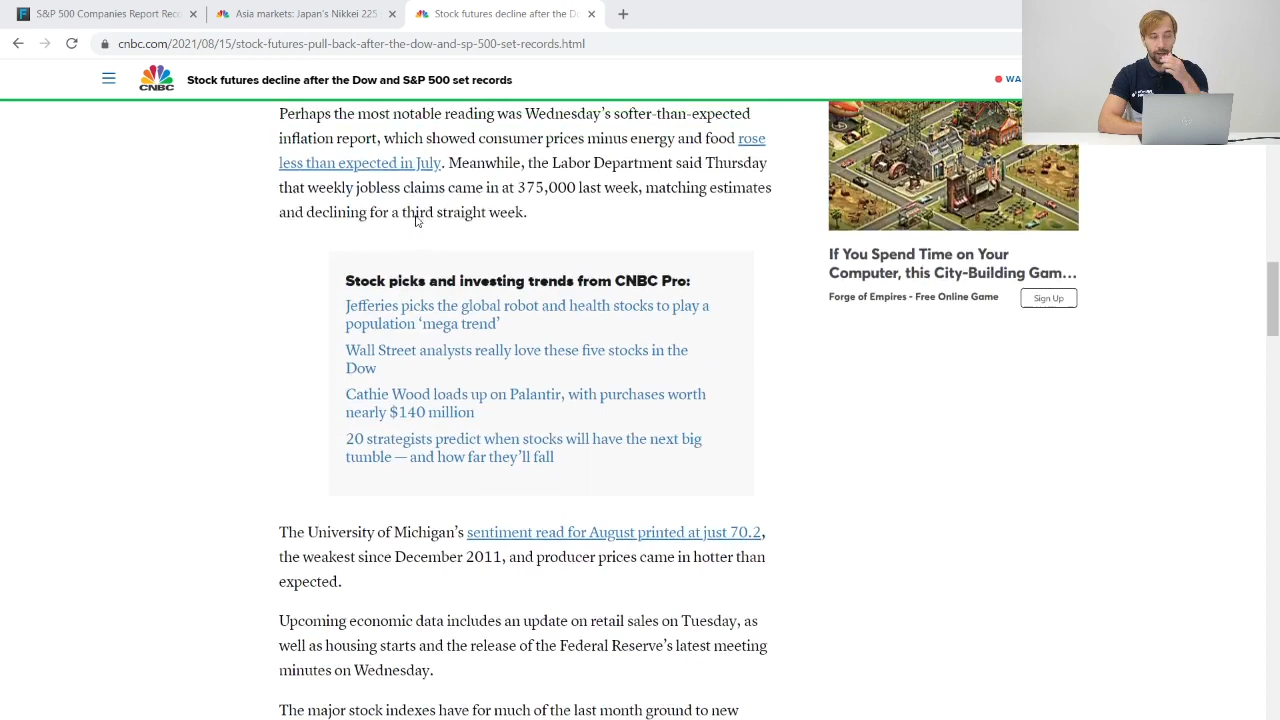 S&P 500 Companies Report Reco
Asia markets: Japan's Nikkei 225
Stock futures decline after the Do
cnbc.com/2021/08/15/stock-futures-pull-back-after-the-dow-and-sp-500-set-records.html
CNBC
Stock futures decline after the Dow and S&P 500 set records
WA
Perhaps the most notable reading was Wednesday's softer-than-expected
inflation report, which showed consumer prices minus energy and food rose
less than expected in July. Meanwhile, the Labor Department said Thursday
that weekly jobless claims came in at 375,000 last week, matching estimates
and declining for a third straight week.
Stock picks and investing trends from CNBC Pro:
Jefferies picks the global robot and health stocks to play a
population ‘mega trend’
Wall Street analysts really love these five stocks in the
Dow
Cathie Wood loads up on Palantir, with purchases worth
nearly $140 million
20 strategists predict when stocks will have the next big
tumble — and how far they’ll fall
The University of Michigan’s sentiment read for August printed at just 70.2,
the weakest since December 2011, and producer prices came in hotter than
expected.
Upcoming economic data includes an update on retail sales on Tuesday, as
well as housing starts and the release of the Federal Reserve’s latest meeting
minutes on Wednesday.
The major stock indexes have for much of the last month ground to new
If You Spend Time on Your
Computer, this City-Building Gam...
Forge of Empires - Free Online Game
Sign Up